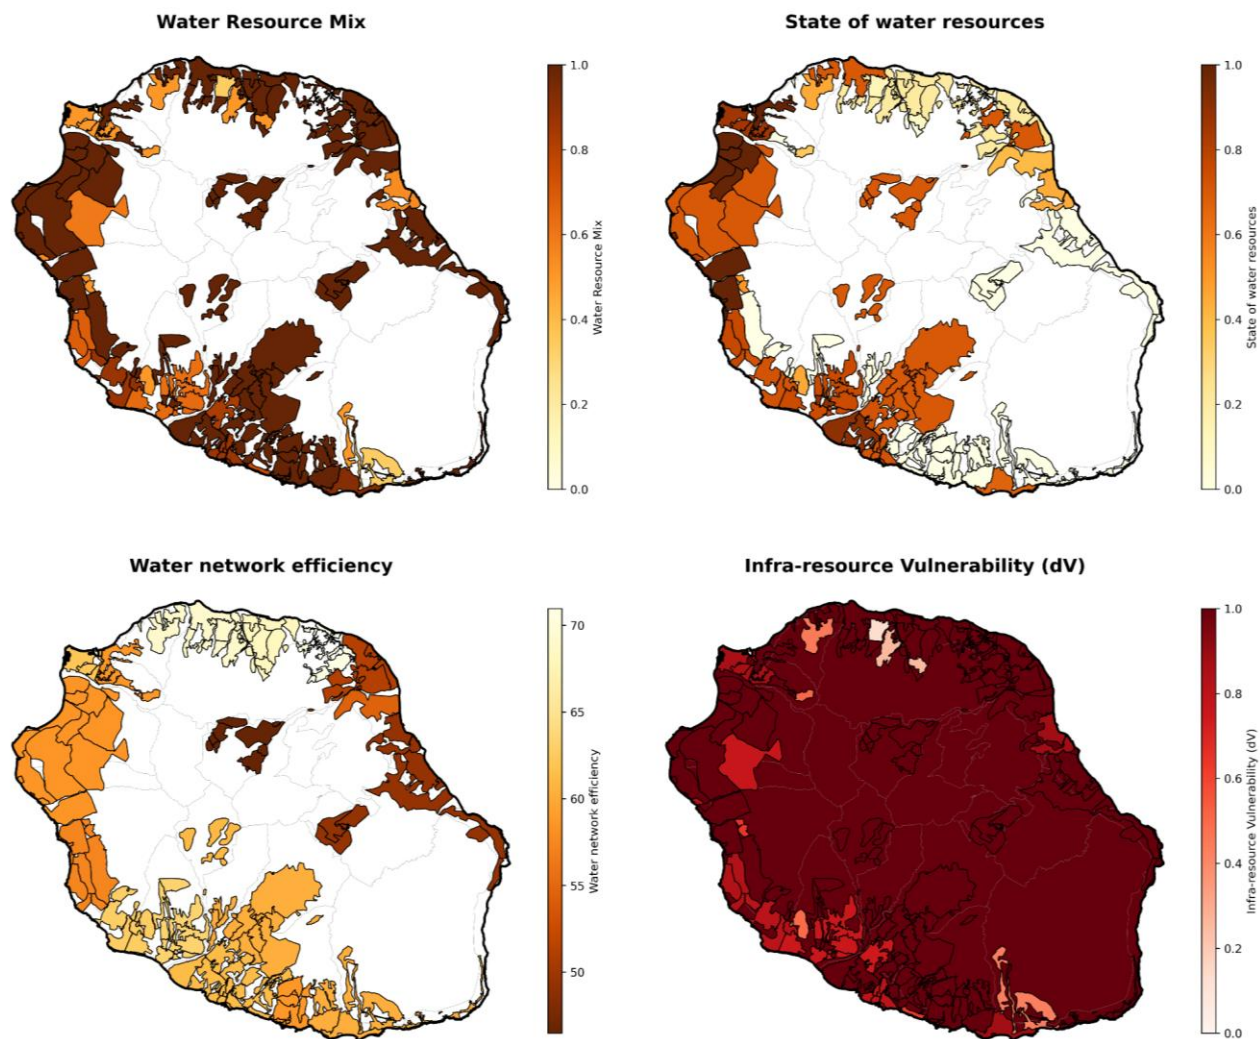 Water Resource Mix
1.0
0.8
0.6
0.4
0.2
0.0
Water Resource Mix
State of water resources
1.0
0.8
0.6
0.4
0.2
0.0
State of water resources
Water network efficiency
70
65
60
55
50
Water network efficiency
Infra-resource Vulnerability (dV)
1.0
0.8
0.6
0.4
0.2
0.0
Infra-resource Vulnerability (dV)